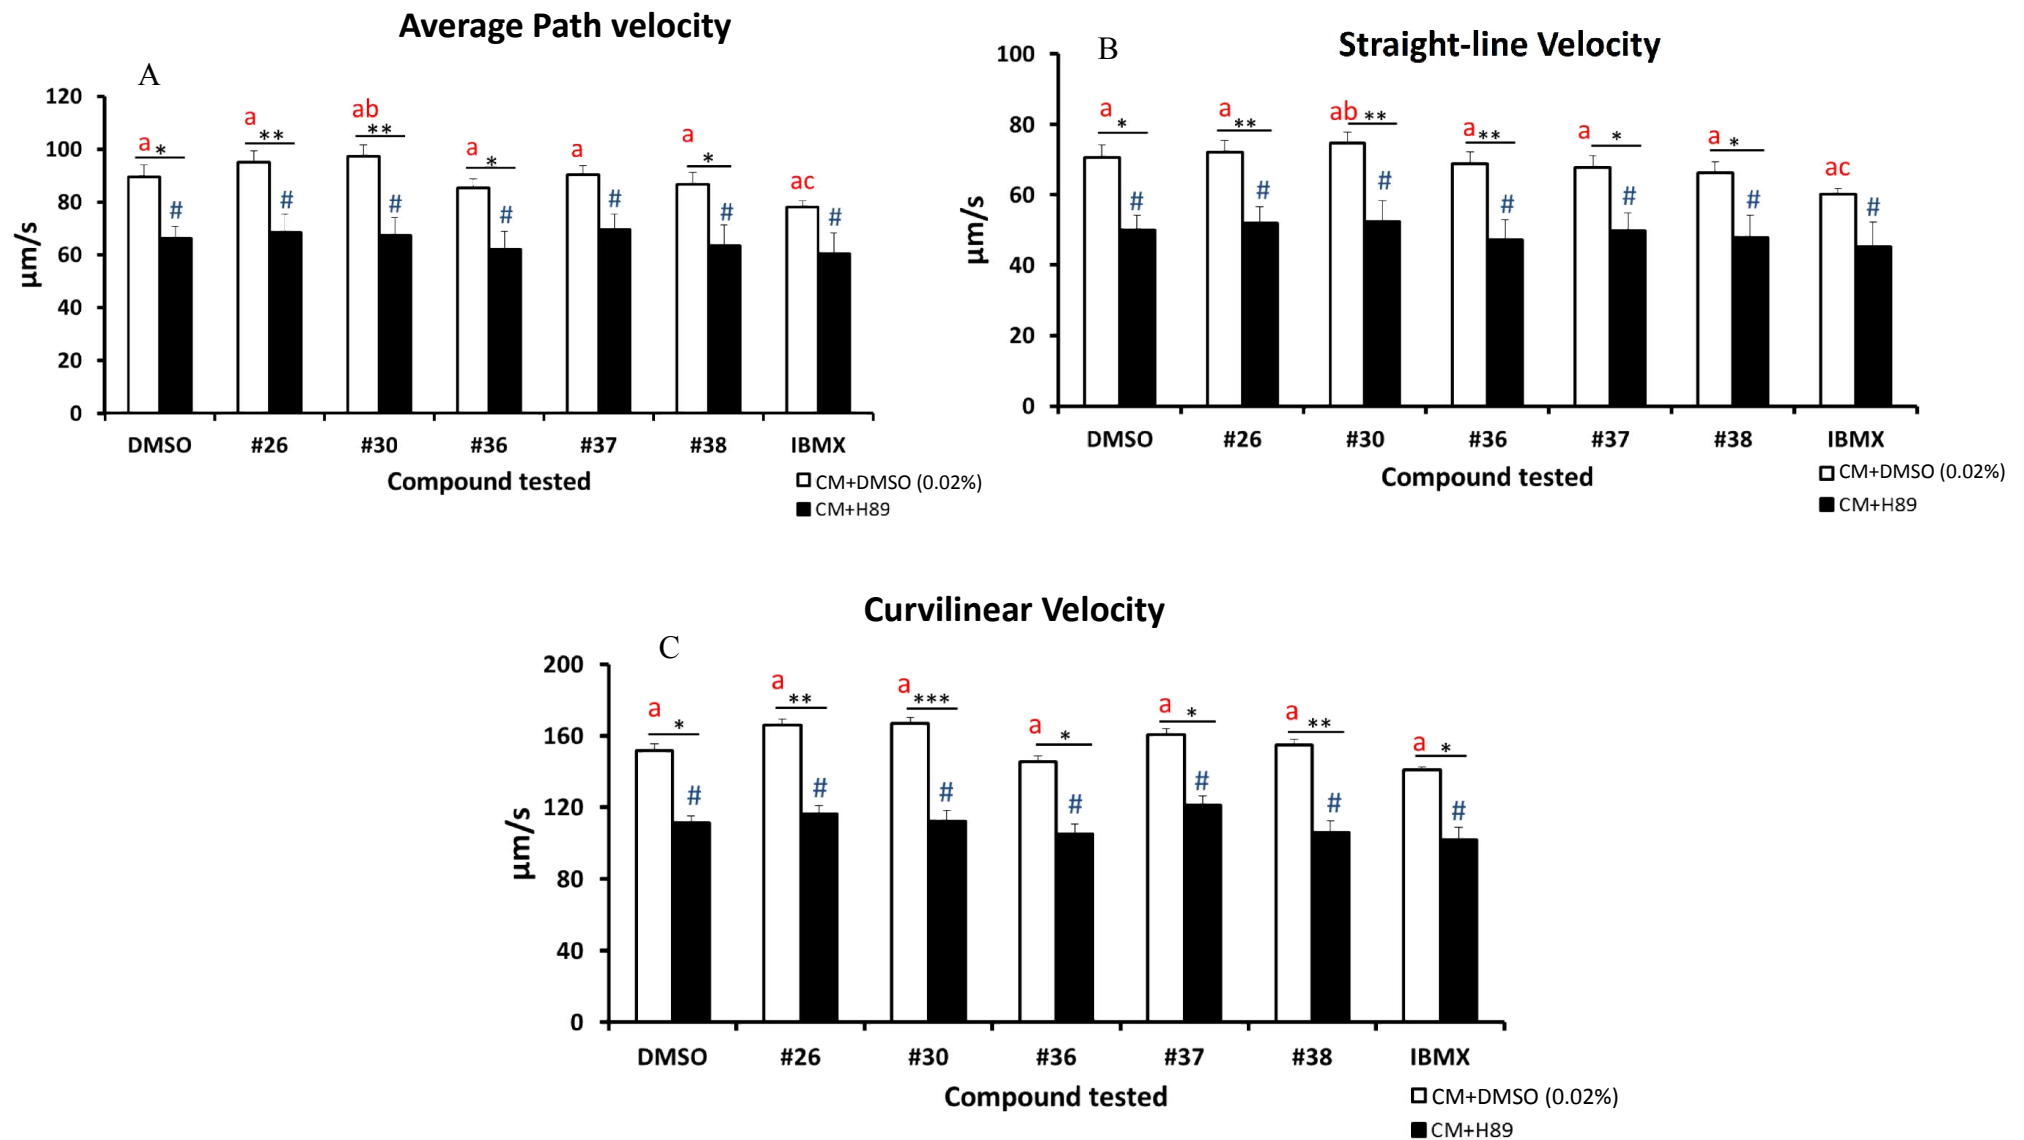 Average Path velocity
A
120
100
80
60
40
20
0
µm/s
a * a ** ab ** a * a a * ac
# # # # # # #
DMSO #26 #30 #36 #37 #38 IBMX
Compound tested
CM+DMSO (0.02%)
CM+H89
Straight-line Velocity
B
100
80
60
40
20
0
µm/s
a * a ** ab ** a ** a * a * ac
# # # # # # #
DMSO #26 #30 #36 #37 #38 IBMX
Compound tested
CM+DMSO (0.02%)
CM+H89
Curvilinear Velocity
C
200
160
120
80
40
0
µm/s
a * a ** a *** a * a * a ** a *
# # # # # # #
DMSO #26 #30 #36 #37 #38 IBMX
Compound tested
CM+DMSO (0.02%)
CM+H89